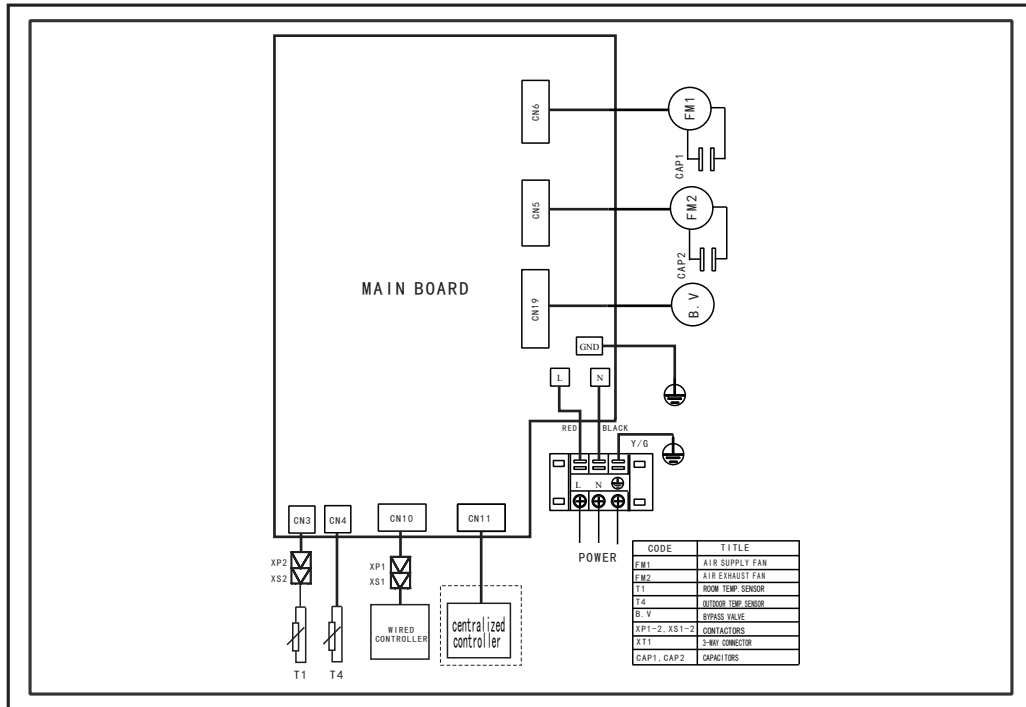 CN6
FM1
CAP1
CN5
FM2
CAP2
MAIN BOARD
CN19
B.V
GND
L
N
RED
BLACK
Y/G
L
N
POWER
CN3
CN4
CN10
CN11
XP2
XS2
XP1
XS1
WIRED
CONTROLLER
centralized
controller
T1
T4
CODE TITLE
FM1 AIR SUPPLY FAN
FM2 AIR EXHAUST FAN
T1 ROOM TEMP.SENSOR
T4 OUTDOOR TEMP.SENSOR
B.V BYPASS VALVE
XP1-2,XS1-2 CONTACTORS
XT1 3-WAY CONNECTOR
CAP1,CAP2 CAPACITORS